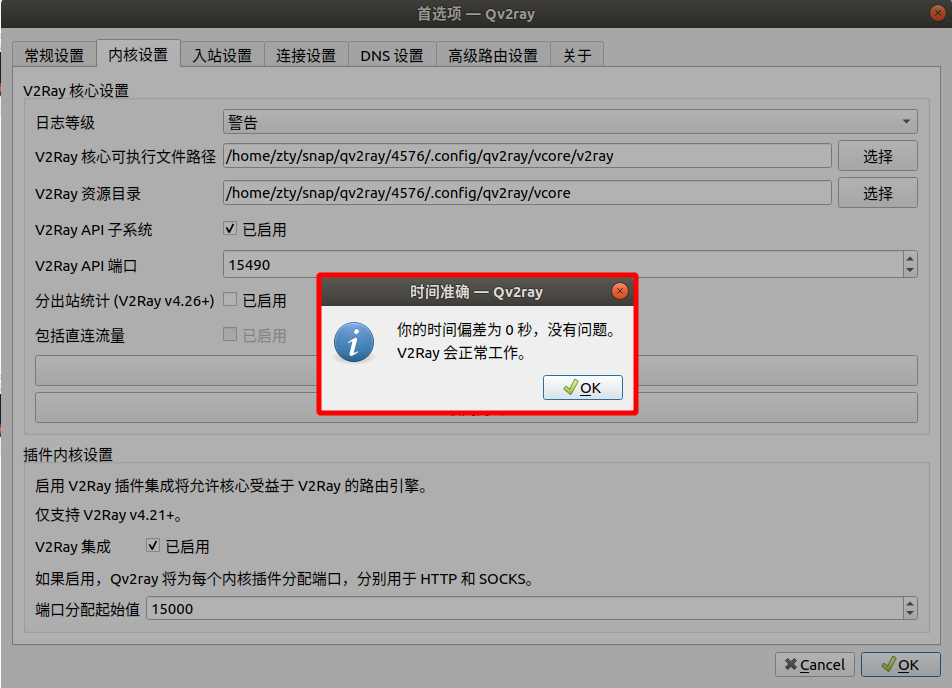 首选项 — Qv2ray
常规设置 内核设置 入站设置 连接设置 DNS 设置 高级路由设置 关于
V2Ray 核心设置
日志等级 警告
V2Ray 核心可执行文件路径 /home/zty/snap/qv2ray/4576/.config/qv2ray/vcore/v2ray 选择
V2Ray 资源目录 /home/zty/snap/qv2ray/4576/.config/qv2ray/vcore 选择
V2Ray API 子系统 已启用
V2Ray API 端口 15490
分出站统计 (V2Ray v4.26+) 已启用
包括直连流量 已启用
时间准确 — Qv2ray
你的时间偏差为 0 秒，没有问题。
V2Ray 会正常工作。
OK
插件内核设置
启用 V2Ray 插件集成将允许核心受益于 V2Ray 的路由引擎。
仅支持 V2Ray v4.21+。
V2Ray 集成 已启用
如果启用，Qv2ray 将为每个内核插件分配端口，分别用于 HTTP 和 SOCKS。
端口分配起始值 15000
Cancel OK